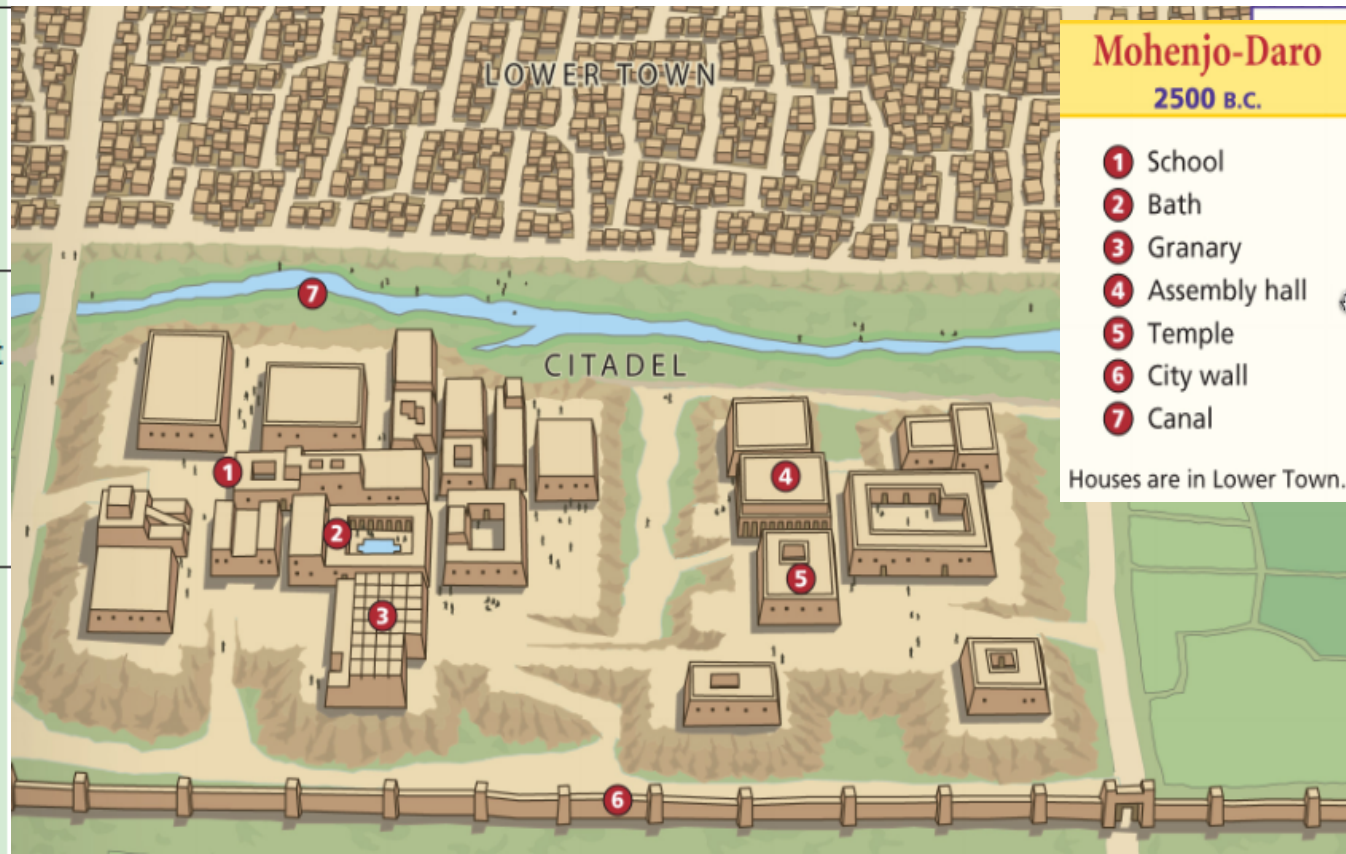 LOWER TOWN
Mohenjo-Daro
2500 B.C.
1 School
2 Bath
3 Granary
4 Assembly hall
5 Temple
6 City wall
7 Canal
Houses are in Lower Town.
7
CITADEL
1
4
2
5
3
6